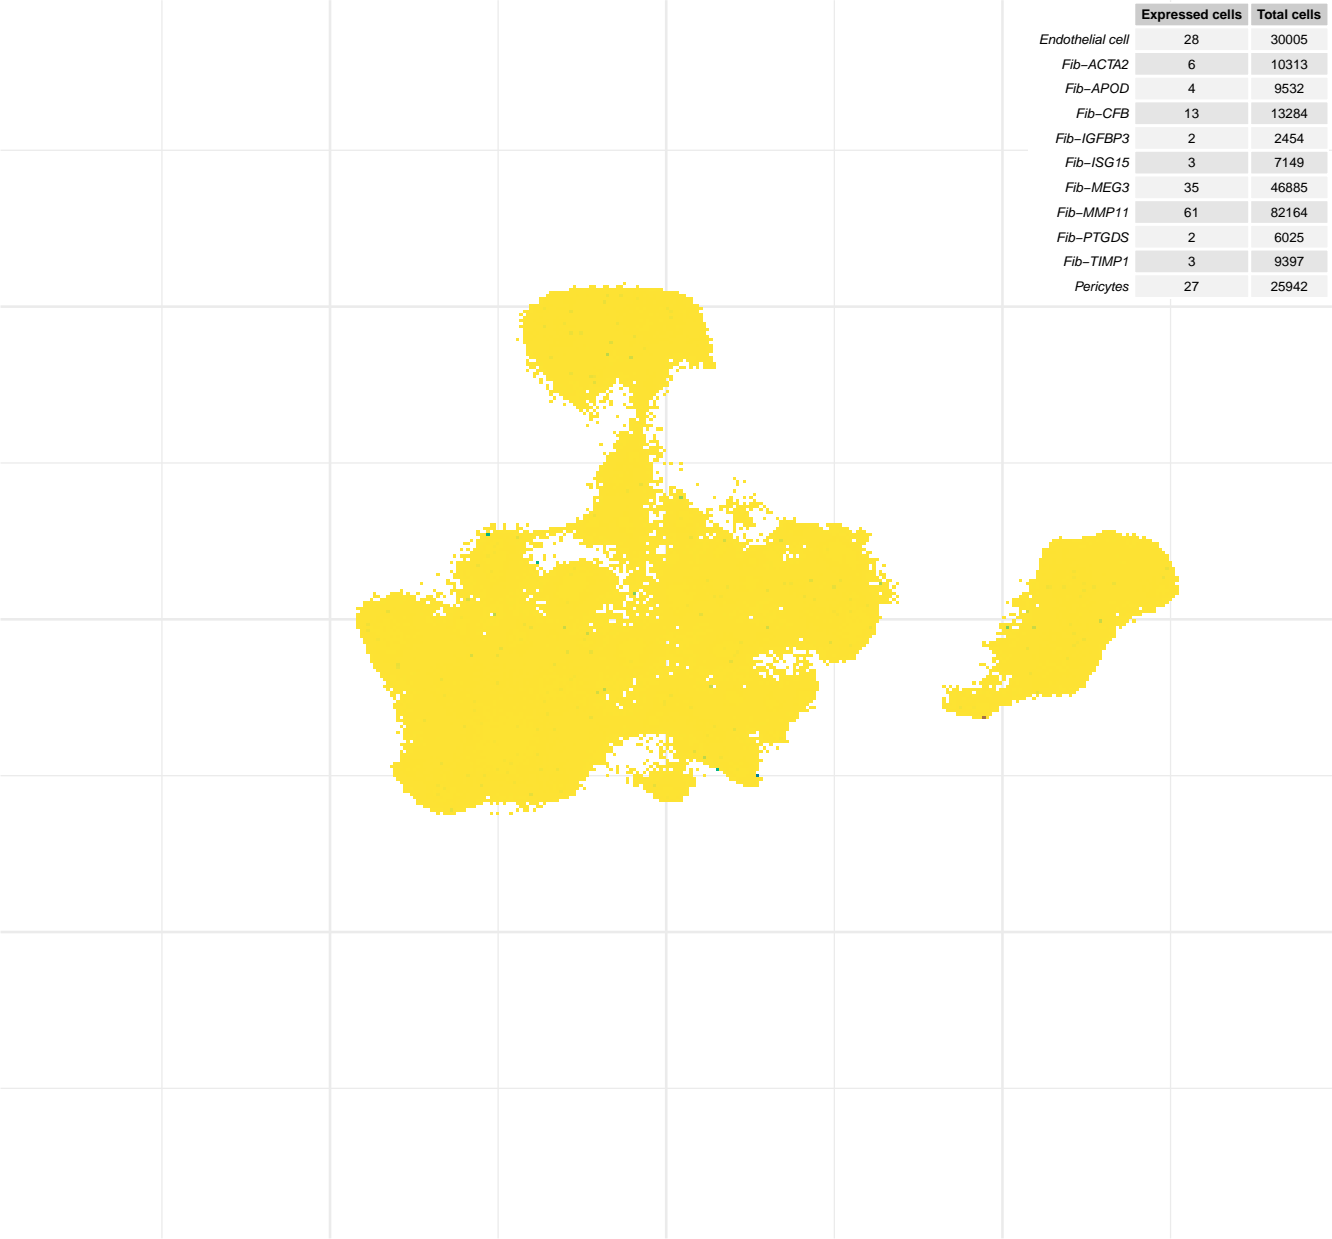 Expressed cells Total cells
Endothelial cell 28 30005
Fib−ACTA2 6 10313
Fib−APOD 4 9532
Fib−CFB 13 13284
Fib−IGFBP3 2 2454
Fib−ISG15 3 7149
Fib−MEG3 35 46885
Fib−MMP11 61 82164
Fib−PTGDS 2 6025
Fib−TIMP1 3 9397
Pericytes 27 25942